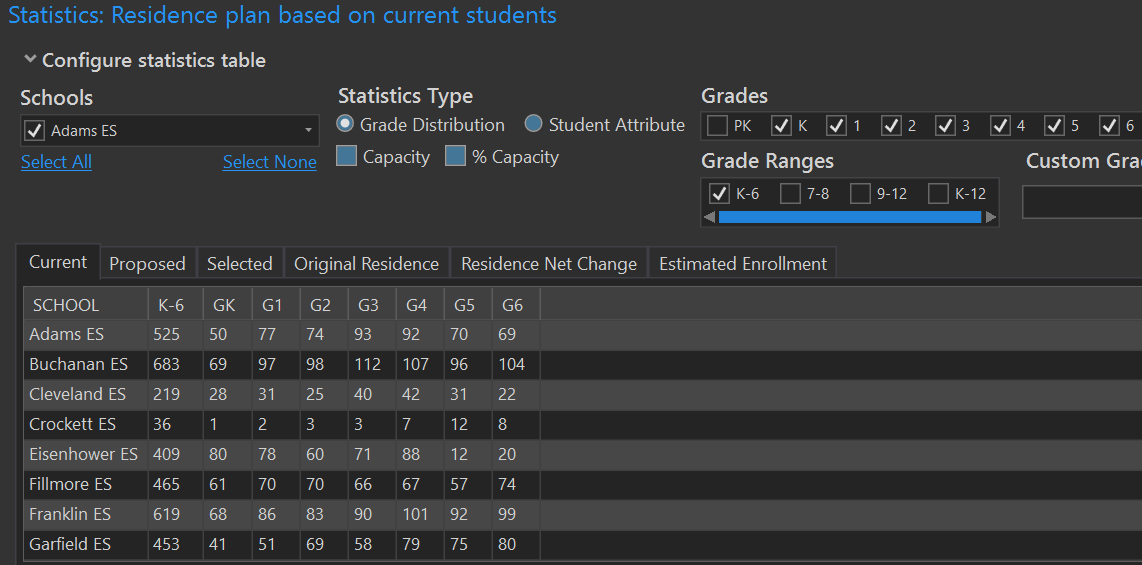 Statistics: Residence plan based on current students
Configure statistics table
Schools
Adams ES
Select All Select None
Statistics Type
Grade Distribution Student Attribute
Capacity % Capacity
Grades
PK K 1 2 3 4 5 6
Grade Ranges
K-6 7-8 9-12 K-12
Custom Gra
Current Proposed Selected Original Residence Residence Net Change Estimated Enrollment
SCHOOL K-6 GK G1 G2 G3 G4 G5 G6
Adams ES 525 50 77 74 93 92 70 69
Buchanan ES 683 69 97 98 112 107 96 104
Cleveland ES 219 28 31 25 40 42 31 22
Crockett ES 36 1 2 3 3 7 12 8
Eisenhower ES 409 80 78 60 71 88 12 20
Fillmore ES 465 61 70 70 66 67 57 74
Franklin ES 619 68 86 83 90 101 92 99
Garfield ES 453 41 51 69 58 79 75 80